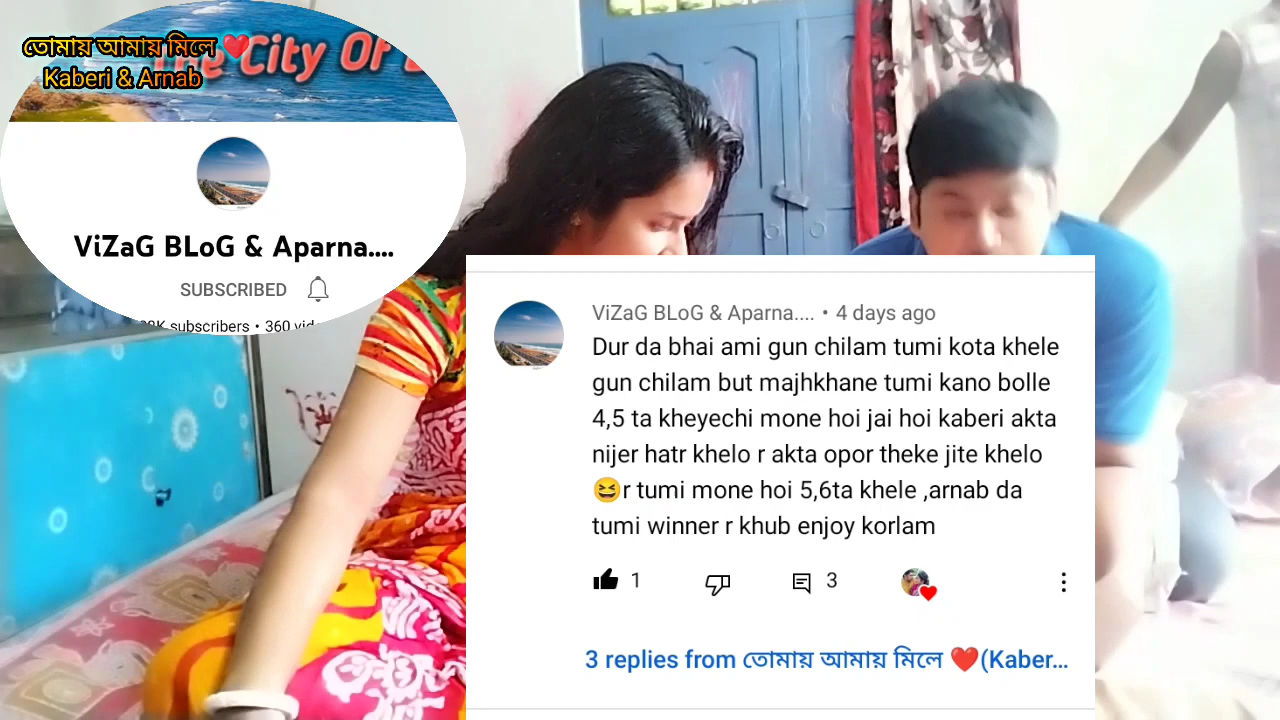 তোমায় আমায় মিলে ❤️
Kaberi & Arnab
The City Of
ViZaG BLoG & Aparna....
SUBSCRIBED
subscribers • 360
ViZaG BLoG & Aparna.... • 4 days ago
Dur da bhai ami gun chilam tumi kota khele
gun chilam but majhkhane tumi kano bolle
4,5 ta kheyechi mone hoi jai hoi kaberi akta
nijer hatr khelo r akta opor theke jite khelo
😆r tumi mone hoi 5,6ta khele ,arnab da
tumi winner r khub enjoy korlam
1
3
3 replies from তোমায় আমায় মিলে ❤️(Kaber...